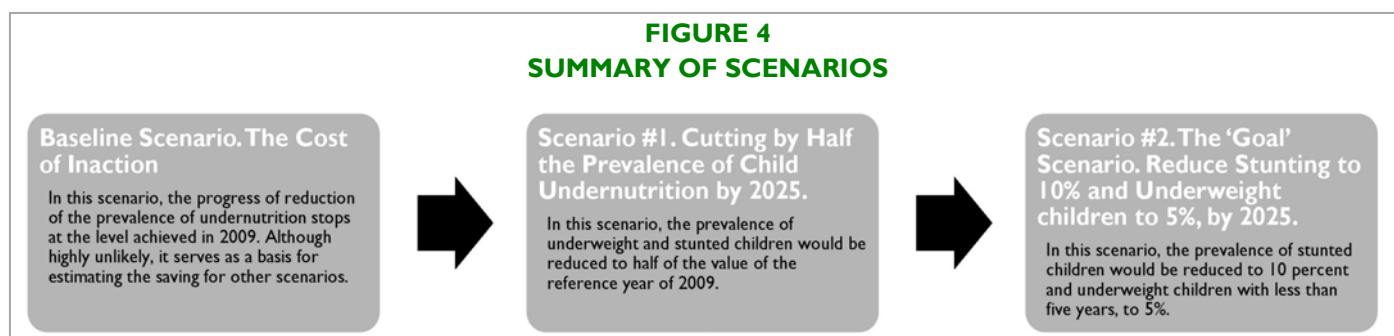 FIGURE 4
SUMMARY OF SCENARIOS
Baseline Scenario. The Cost
of Inaction
In this scenario, the progress of reduction
of the prevalence of undernutrition stops
at the level achieved in 2009. Although
highly unlikely, it serves as a basis for
estimating the saving for other scenarios.
Scenario #1. Cutting by Half
the Prevalence of Child
Undernutrition by 2025.
In this scenario, the prevalence of
underweight and stunted children would be
reduced to half of the value of the
reference year of 2009.
Scenario #2. The ‘Goal’
Scenario. Reduce Stunting to
10% and Underweight
children to 5%, by 2025.
In this scenario, the prevalence of stunted
children would be reduced to 10 percent
and underweight children with less than
five years, to 5%.